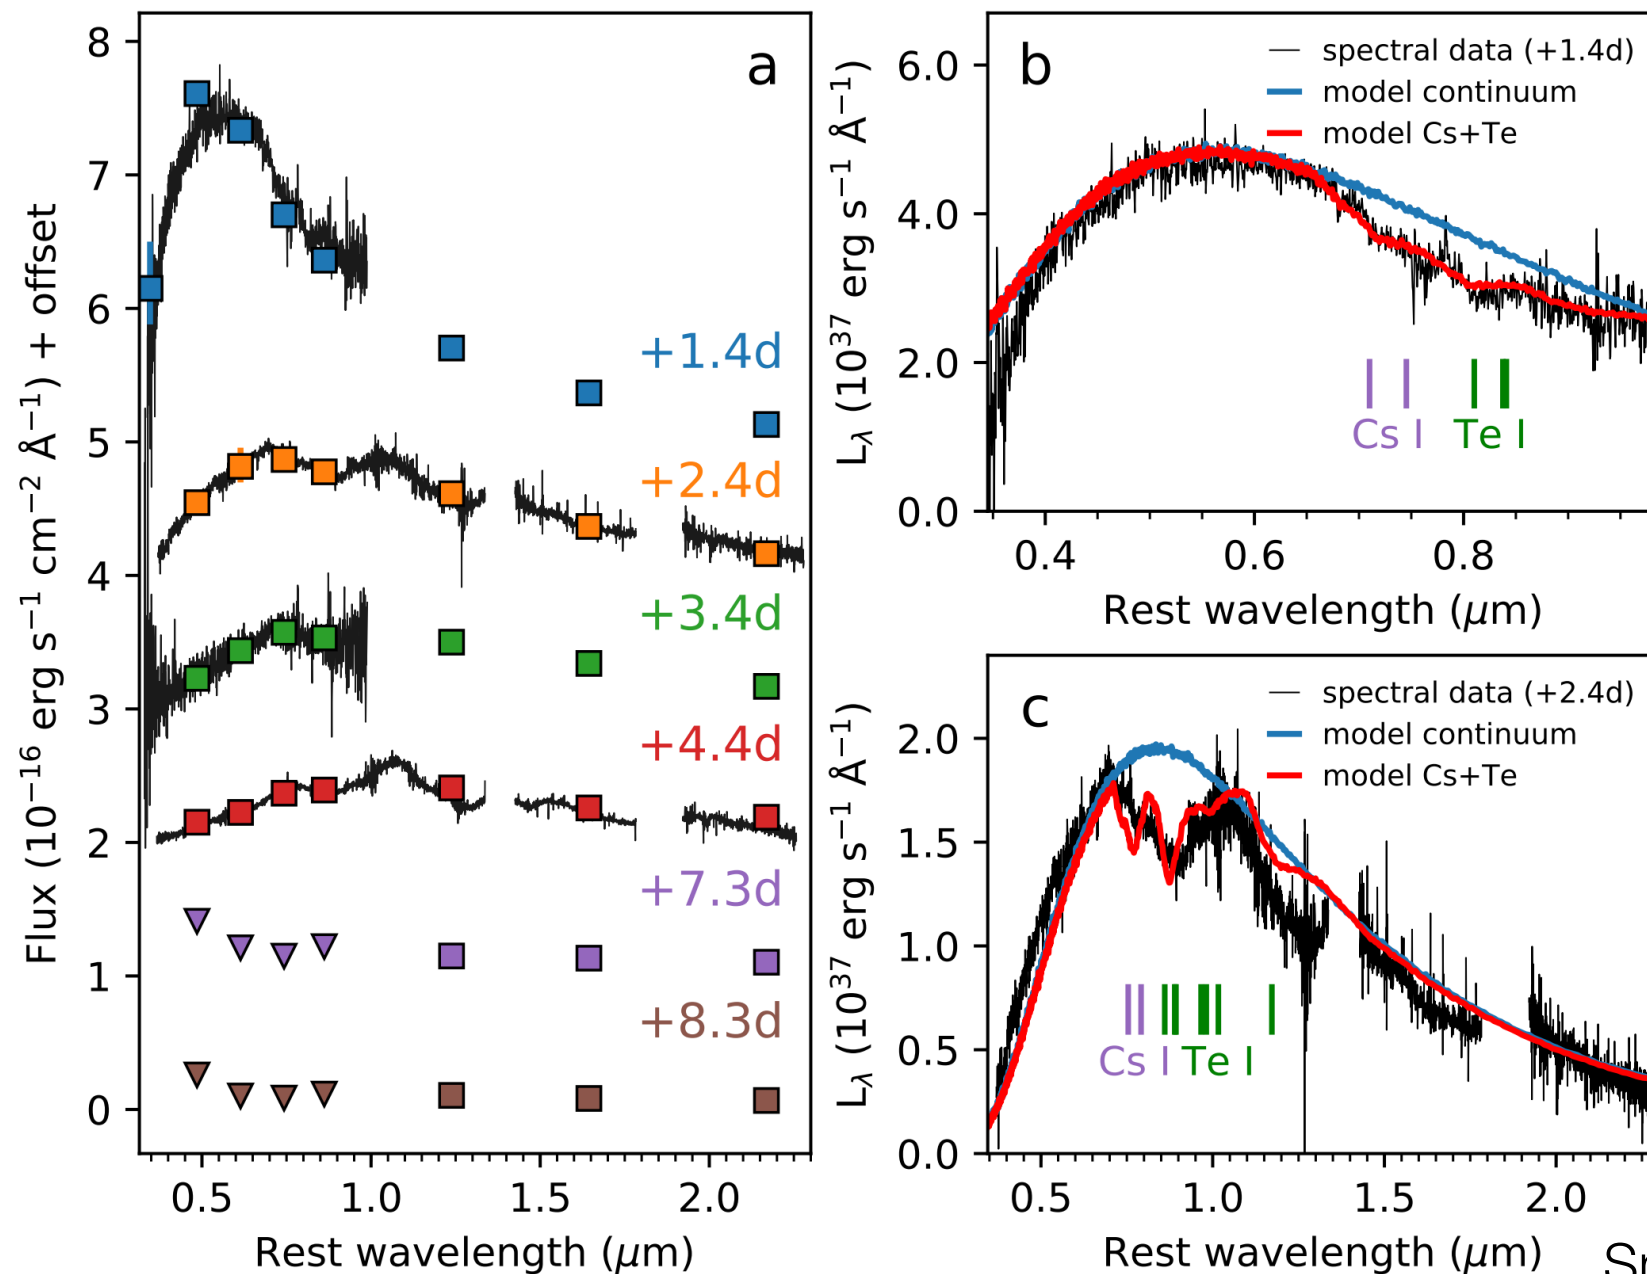 a
8
7
6
5
4
3
2
1
0
Flux (10⁻¹⁶ erg s⁻¹ cm⁻² Å⁻¹) + offset
+1.4d
+2.4d
+3.4d
+4.4d
+7.3d
+8.3d
0.5 1.0 1.5 2.0
Rest wavelength (μm)
b
spectral data (+1.4d)
model continuum
model Cs+Te
6.0
4.0
2.0
0.0
L_λ (10³⁷ erg s⁻¹ Å⁻¹)
Cs I Te I
0.4 0.6 0.8
Rest wavelength (μm)
c
spectral data (+2.4d)
model continuum
model Cs+Te
2.0
1.5
1.0
0.5
0.0
L_λ (10³⁷ erg s⁻¹ Å⁻¹)
Cs I Te I
0.5 1.0 1.5 2.0
Rest wavelength (μm)